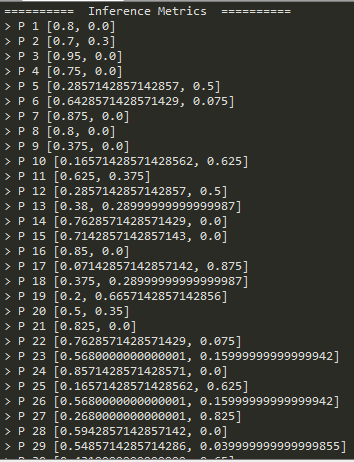 ========== Inference Metrics ==========
> P 1 [0.8, 0.0]
> P 2 [0.7, 0.3]
> P 3 [0.95, 0.0]
> P 4 [0.75, 0.0]
> P 5 [0.2857142857142857, 0.5]
> P 6 [0.6428571428571429, 0.075]
> P 7 [0.875, 0.0]
> P 8 [0.8, 0.0]
> P 9 [0.375, 0.0]
> P 10 [0.16571428571428562, 0.625]
> P 11 [0.625, 0.375]
> P 12 [0.2857142857142857, 0.5]
> P 13 [0.38, 0.28999999999999987]
> P 14 [0.7628571428571429, 0.0]
> P 15 [0.7142857142857143, 0.0]
> P 16 [0.85, 0.0]
> P 17 [0.07142857142857142, 0.875]
> P 18 [0.375, 0.28999999999999987]
> P 19 [0.2, 0.6657142857142856]
> P 20 [0.5, 0.35]
> P 21 [0.825, 0.0]
> P 22 [0.7628571428571429, 0.075]
> P 23 [0.5680000000000001, 0.15999999999999942]
> P 24 [0.8571428571428571, 0.0]
> P 25 [0.16571428571428562, 0.625]
> P 26 [0.5680000000000001, 0.15999999999999942]
> P 27 [0.2680000000000001, 0.825]
> P 28 [0.5942857142857142, 0.0]
> P 29 [0.5485714285714286, 0.039999999999999855]